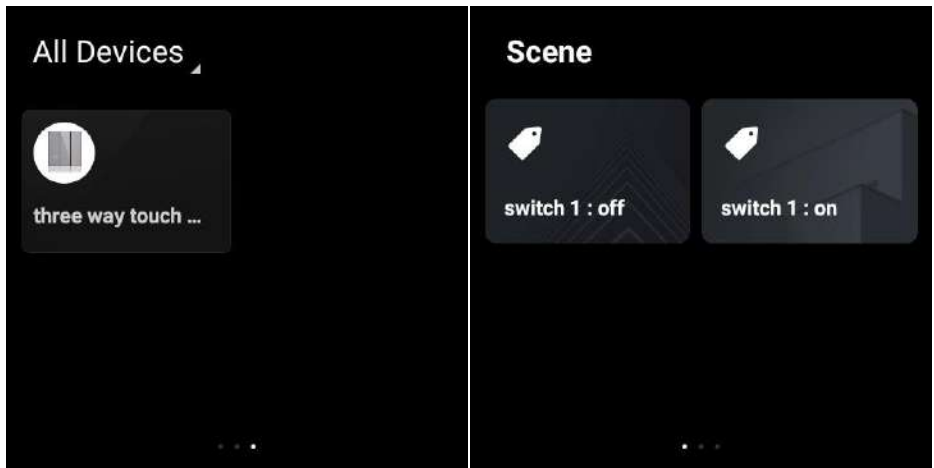 All Devices
three way touch ...
Scene
switch 1 : off
switch 1 : on